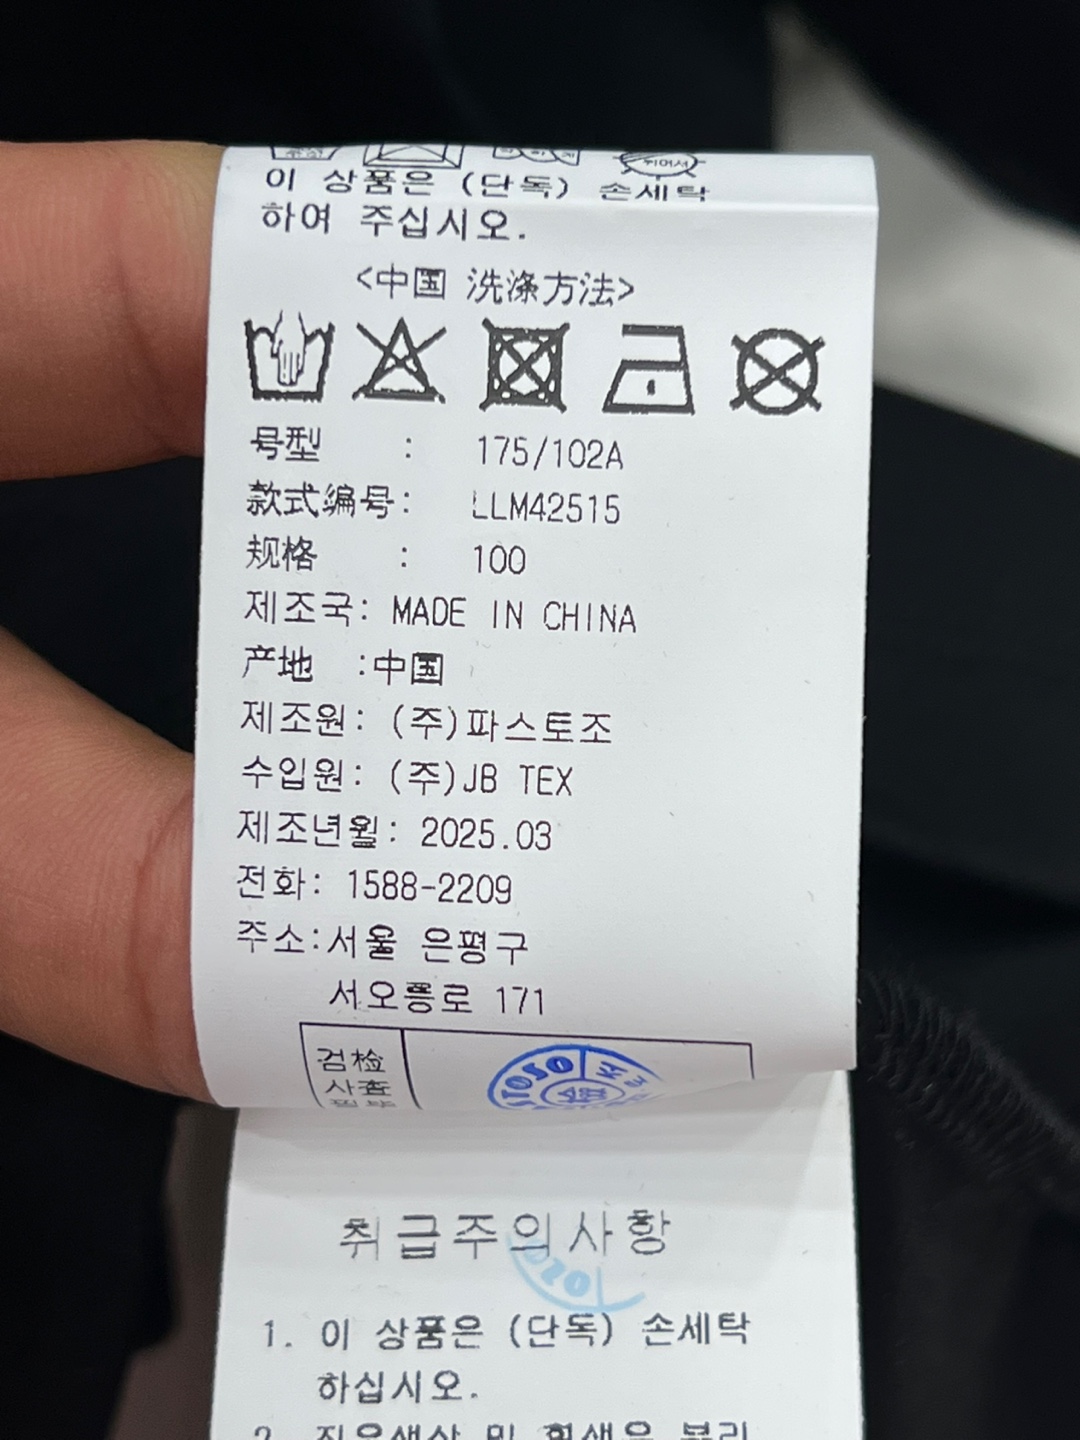 이 상품은 (단독) 손세탁
하여 주십시오.
<中国 洗涤方法>
号型 : 175/102A
款式编号: LLM42515
规格 : 100
제조국: MADE IN CHINA
产地 :中国
제조원: (주)파스토조
수입원: (주)JB TEX
제조년월: 2025.03
전화: 1588-2209
주소:서울 은평구
서오릉로 171
검检
사査
취급주의사항
1. 이 상품은 (단독) 손세탁
하십시오.
2. 및